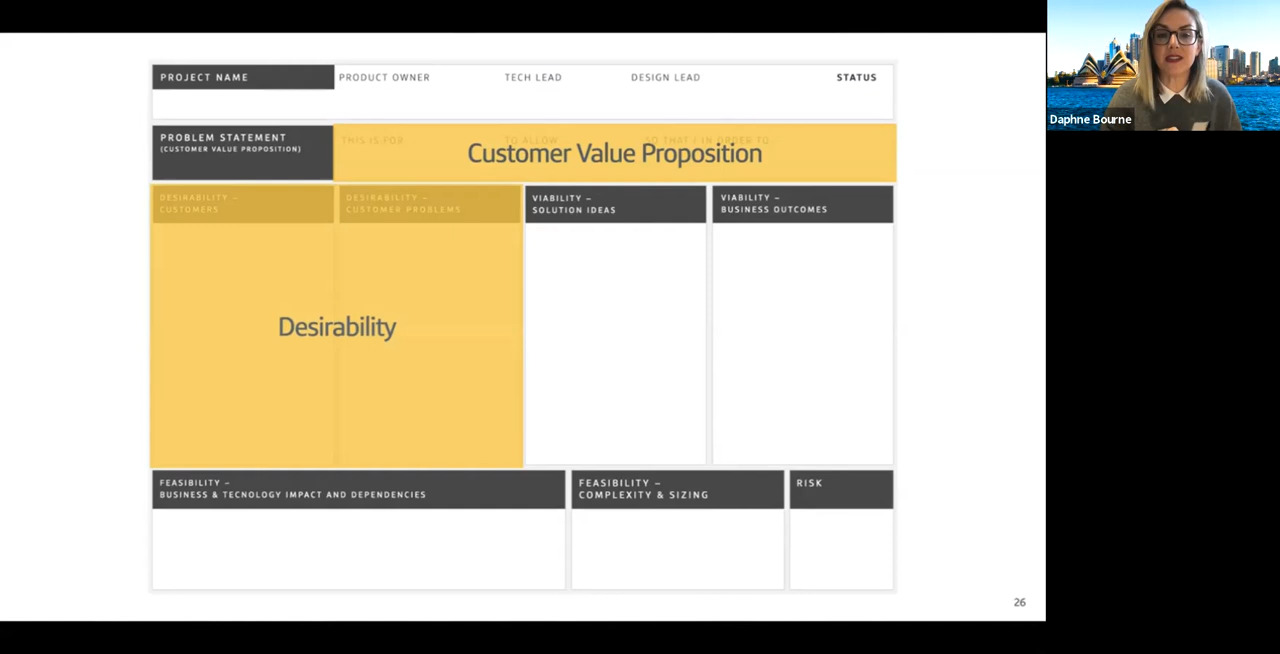 PROJECT NAME
PRODUCT OWNER
TECH LEAD
DESIGN LEAD
STATUS
PROBLEM STATEMENT
(CUSTOMER VALUE PROPOSITION)
THIS IS FOR
TO ALLOW
SO THAT / IN ORDER TO
Customer Value Proposition
DESIRABILITY –
CUSTOMERS
DESIRABILITY –
CUSTOMER PROBLEMS
VIABILITY –
SOLUTION IDEAS
VIABILITY –
BUSINESS OUTCOMES
Desirability
FEASIBILITY –
BUSINESS & TECNOLOGY IMPACT AND DEPENDENCIES
FEASIBILITY –
COMPLEXITY & SIZING
RISK
26
Daphne Bourne